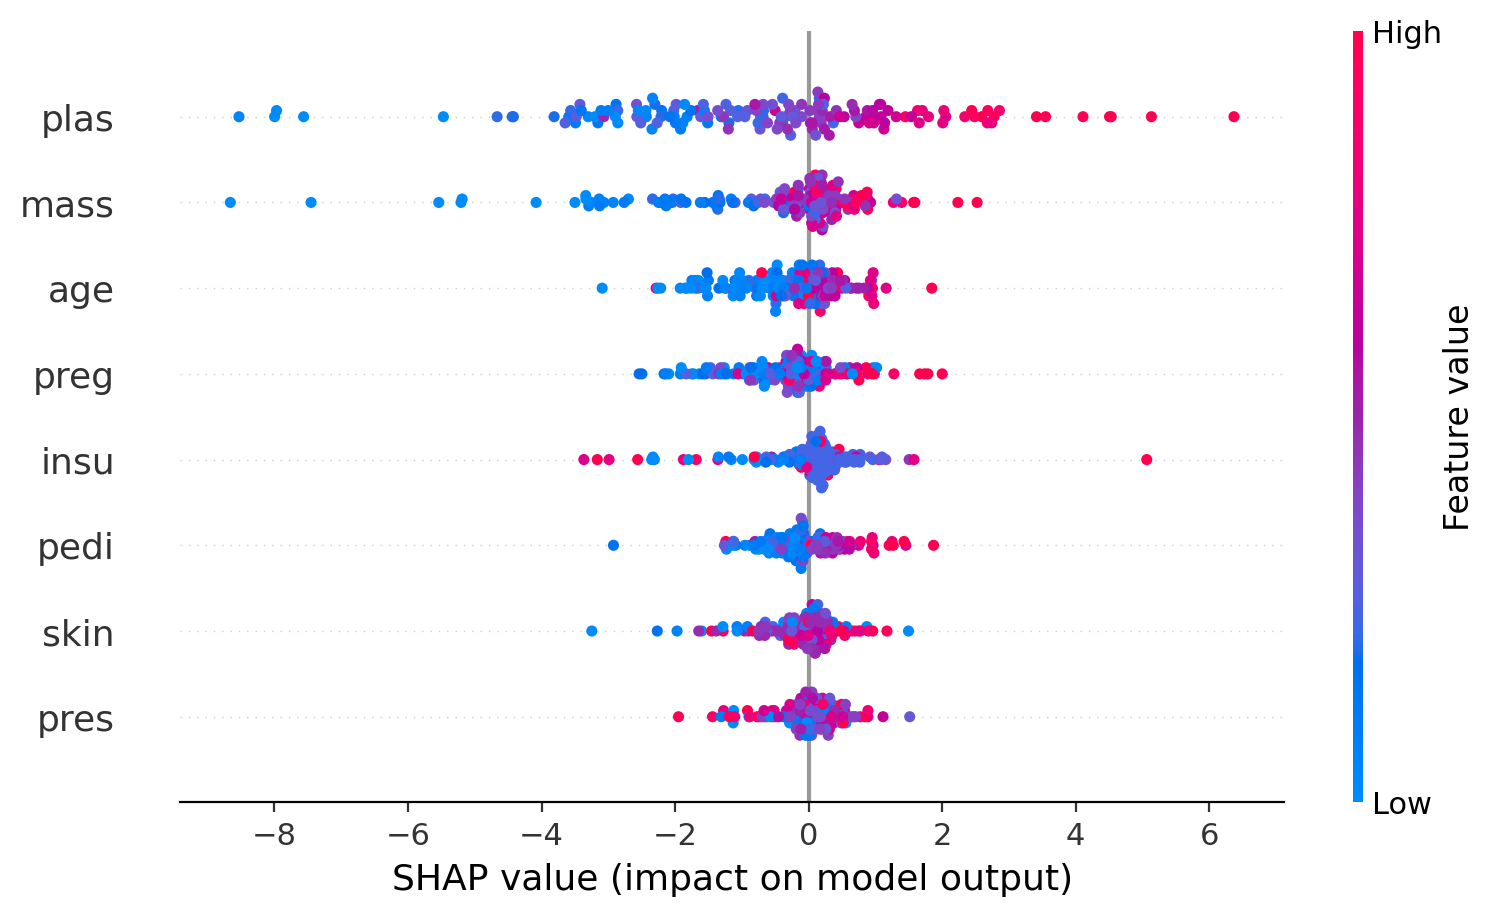 High
plas
mass
age
preg
insu
pedi
skin
pres
Feature value
Low
−8 −6 −4 −2 0 2 4 6
SHAP value (impact on model output)